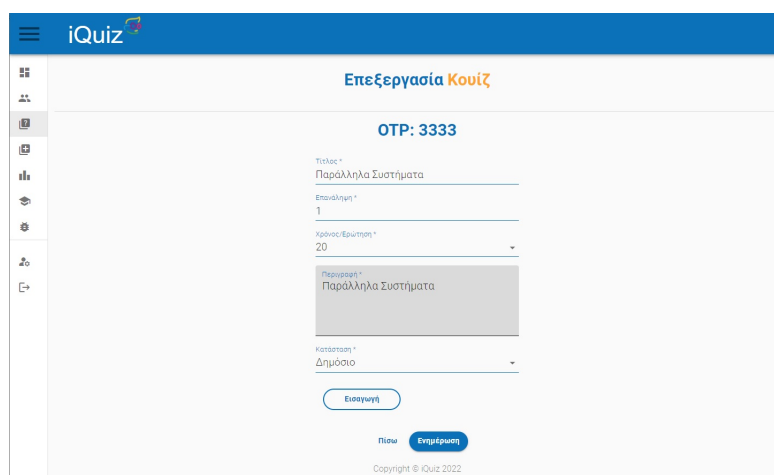 iQuiz
Επεξεργασία Κουίζ
OTP: 3333
Τίτλος *
Παράλληλα Συστήματα
Επανάληψη *
1
Χρόνος/Ερώτηση *
20
Περιγραφή *
Παράλληλα Συστήματα
Κατάσταση *
Δημόσιο
Εισαγωγή
Πίσω Ενημέρωση
Copyright © iQuiz 2022